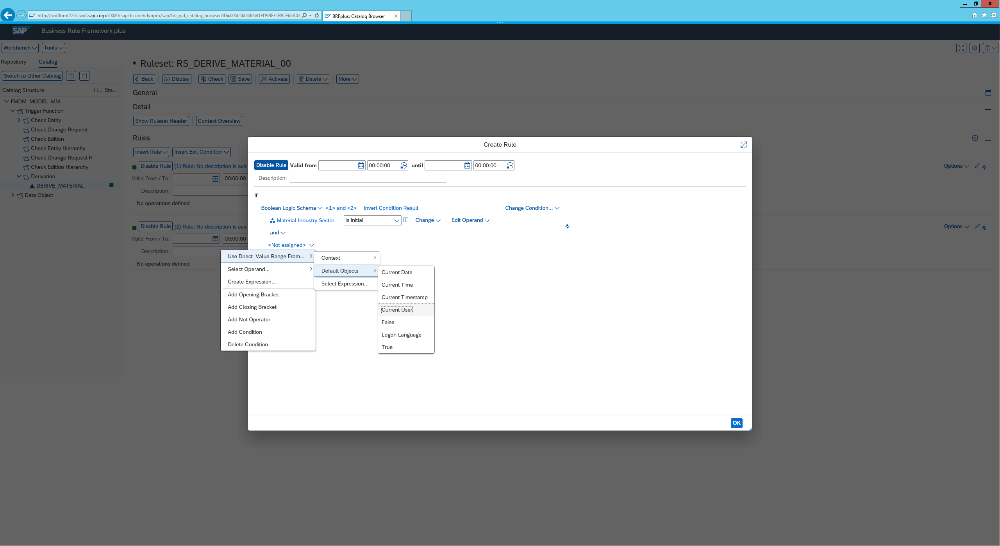 http://wdflbmt2261.wdf.sap.corp:50080/sap/bc/webdynpro/sap/fdt_wd_catalog_browser?ID=0050560440641ED9BEE1B95F66A04
BRFplus: Catalog Browser
SAP Business Rule Framework plus
Workbench Tools
Repository Catalog
Ruleset: RS_DERIVE_MATERIAL_00
Switch to Other Catalog
Back Display Check Save Activate Delete More
Catalog Structure H... Sta...
General
FMDM_MODEL_MM
Detail
Trigger Function
Check Entity
Show Ruleset Header Context Overview
Check Change Request
Check Edition
Rules
Check Entity Hierarchy
Insert Rule Insert Exit Condition
Check Change Request H
Check Edition Hierarchy
Disable Rule (1) Rule: No description is avai
Options
Derivation
Valid From / To: 00:00:00
DERIVE_MATERIAL
Description:
Data Object
No operations defined
Disable Rule (2) Rule: No description is avai
Options
Valid From / To: 00:00:00
Description:
No operations defined
Create Rule
Disable Rule Valid from 00:00:00 until 00:00:00
Description:
If
Boolean Logic Schema <1> and <2> Invert Condition Result Change Condition...
Material-Industry Sector is initial Change Edit Operand
and
<Not assigned>
Use Direct  Value Range From...
Select Operand...
Create Expression...
Add Opening Bracket
Add Closing Bracket
Add Not Operator
Add Condition
Delete Condition
Context
Default Objects
Select Expression...
Current Date
Current Time
Current Timestamp
Current User
False
Logon Language
True
OK